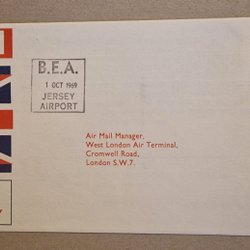 B.E.A.
1 OCT 1969
JERSEY
AIRPORT
Air Mail Manager,
West London Air Terminal,
Cromwell Road,
London S.W.7.